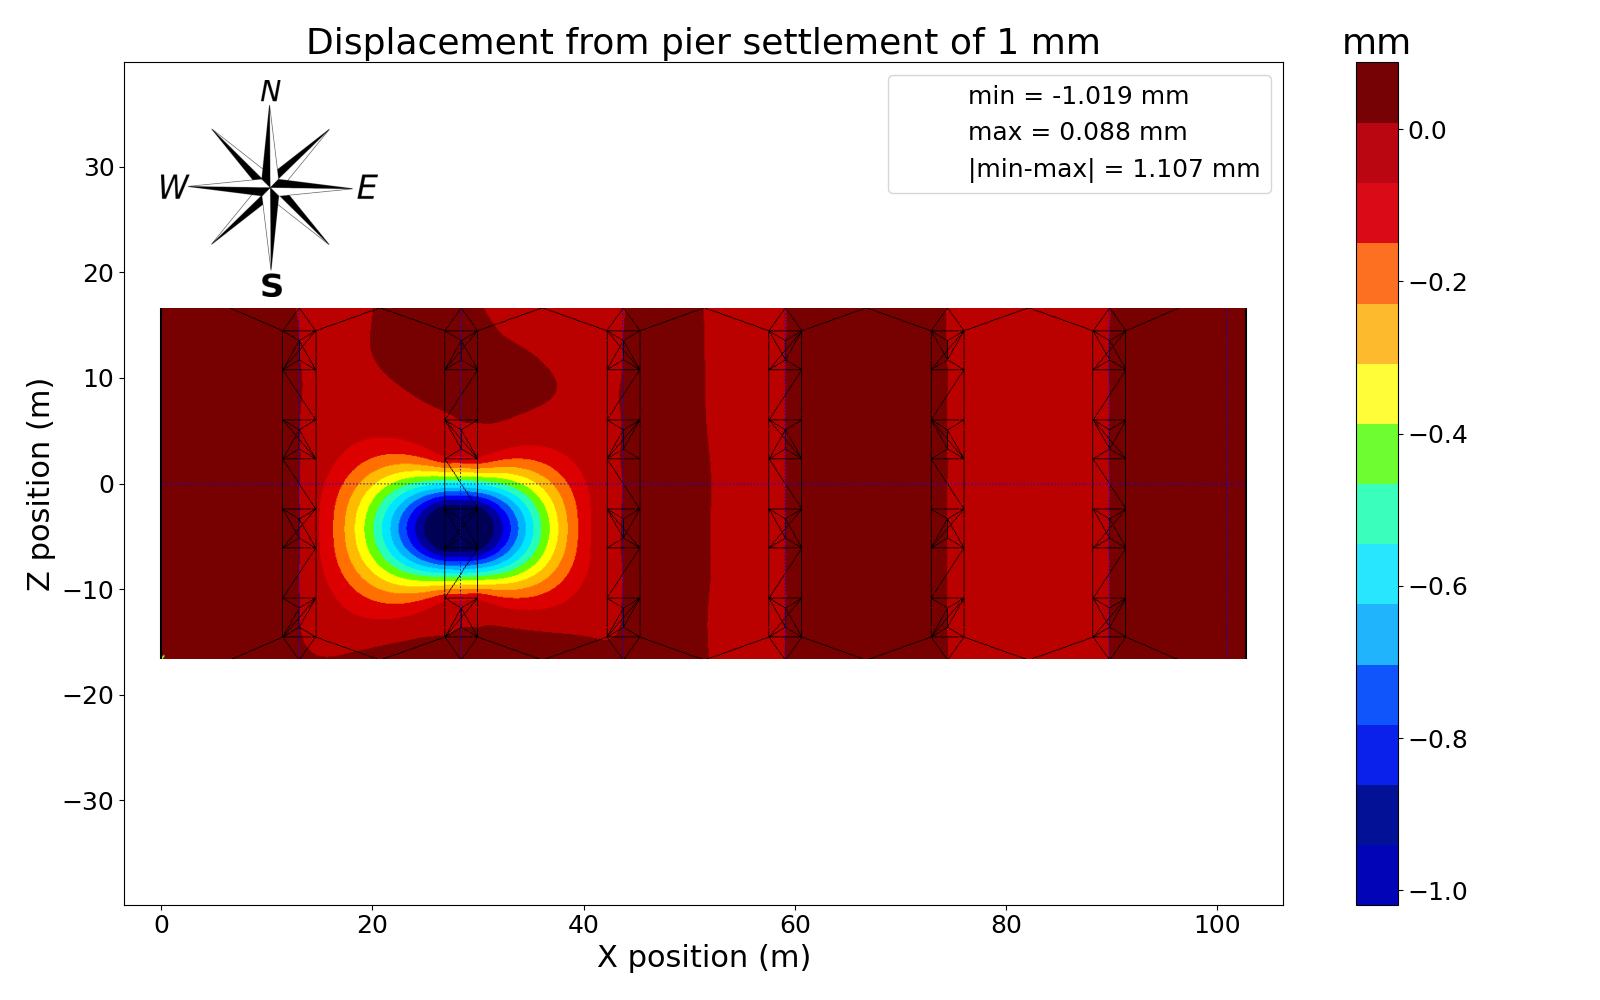 Displacement from pier settlement of 1 mm
mm
N
W
E
S
min = -1.019 mm
max = 0.088 mm
|min-max| = 1.107 mm
30
20
10
0
−10
−20
−30
Z position (m)
0
20
40
60
80
100
X position (m)
0.0
−0.2
−0.4
−0.6
−0.8
−1.0